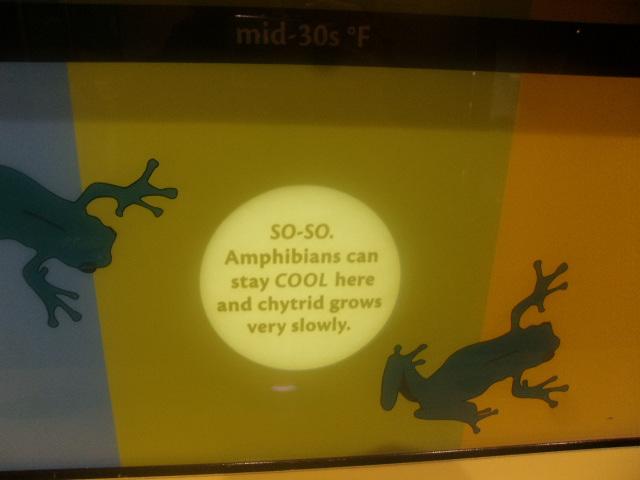 mid-30s °F
SO-SO.
Amphibians can
stay COOL here
and chytrid grows
very slowly.